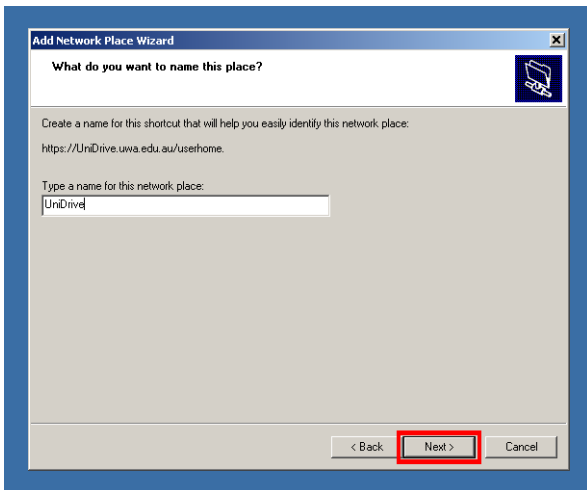 Add Network Place Wizard
What do you want to name this place?
Create a name for this shortcut that will help you easily identify this network place:
https://UniDrive.uwa.edu.au/userhome.
Type a name for this network place:
UniDrive
< Back Next > Cancel